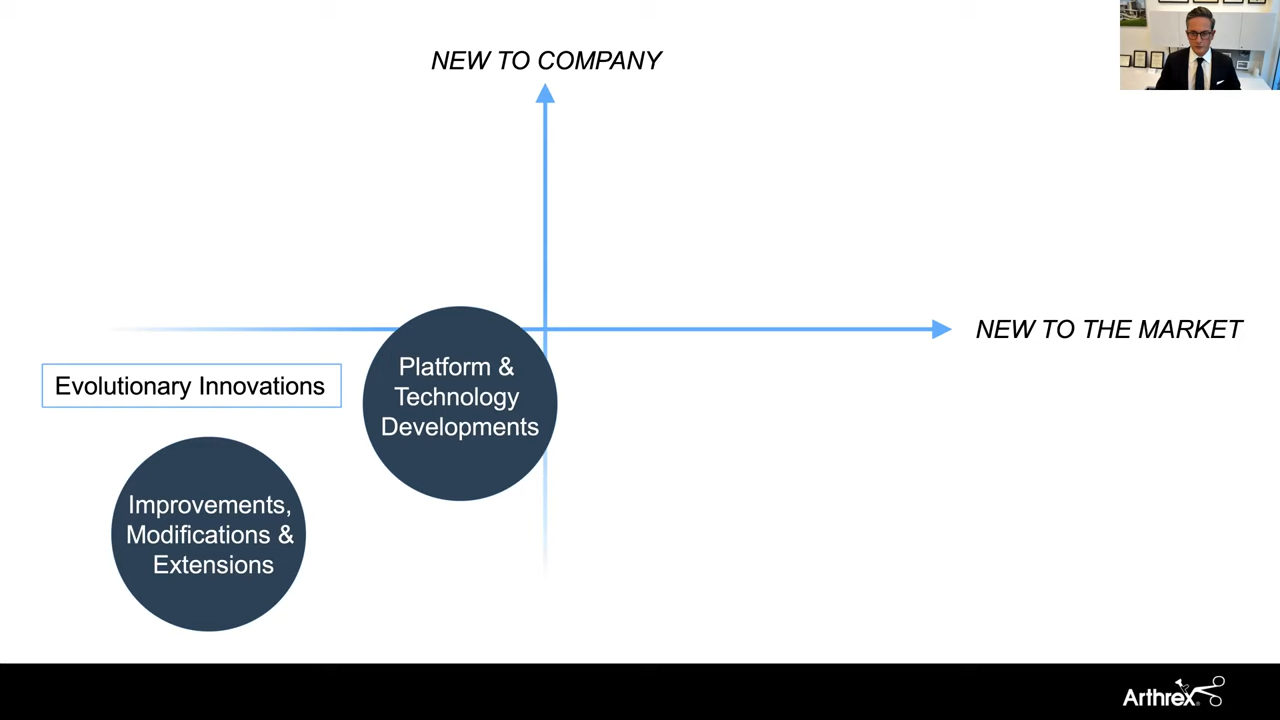 NEW TO COMPANY
NEW TO THE MARKET
Platform &
Technology
Developments
Evolutionary Innovations
Improvements,
Modifications &
Extensions
Arthrex